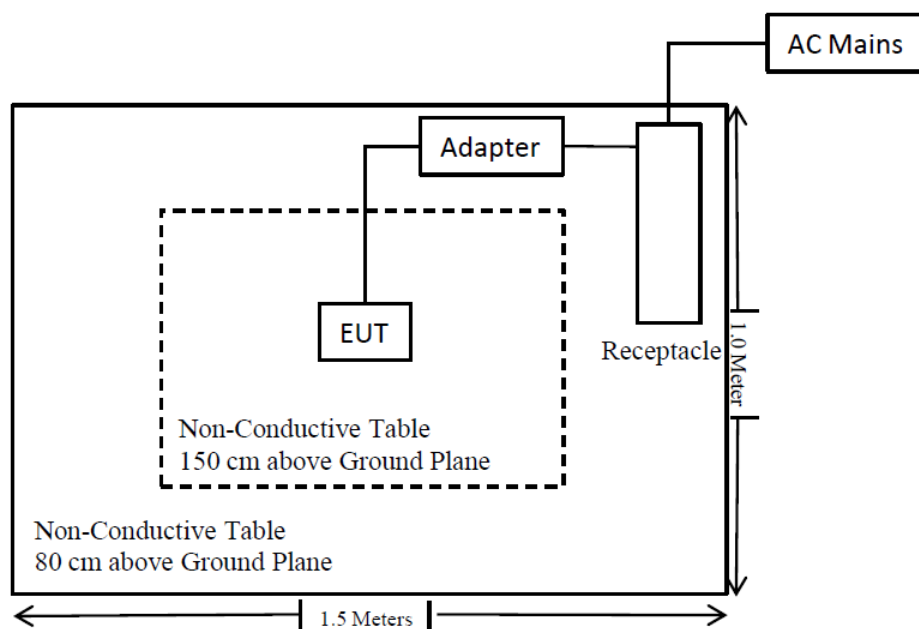 AC Mains
Adapter
EUT
Receptacle
1.0 Meter
Non-Conductive Table
150 cm above Ground Plane
Non-Conductive Table
80 cm above Ground Plane
1.5 Meters